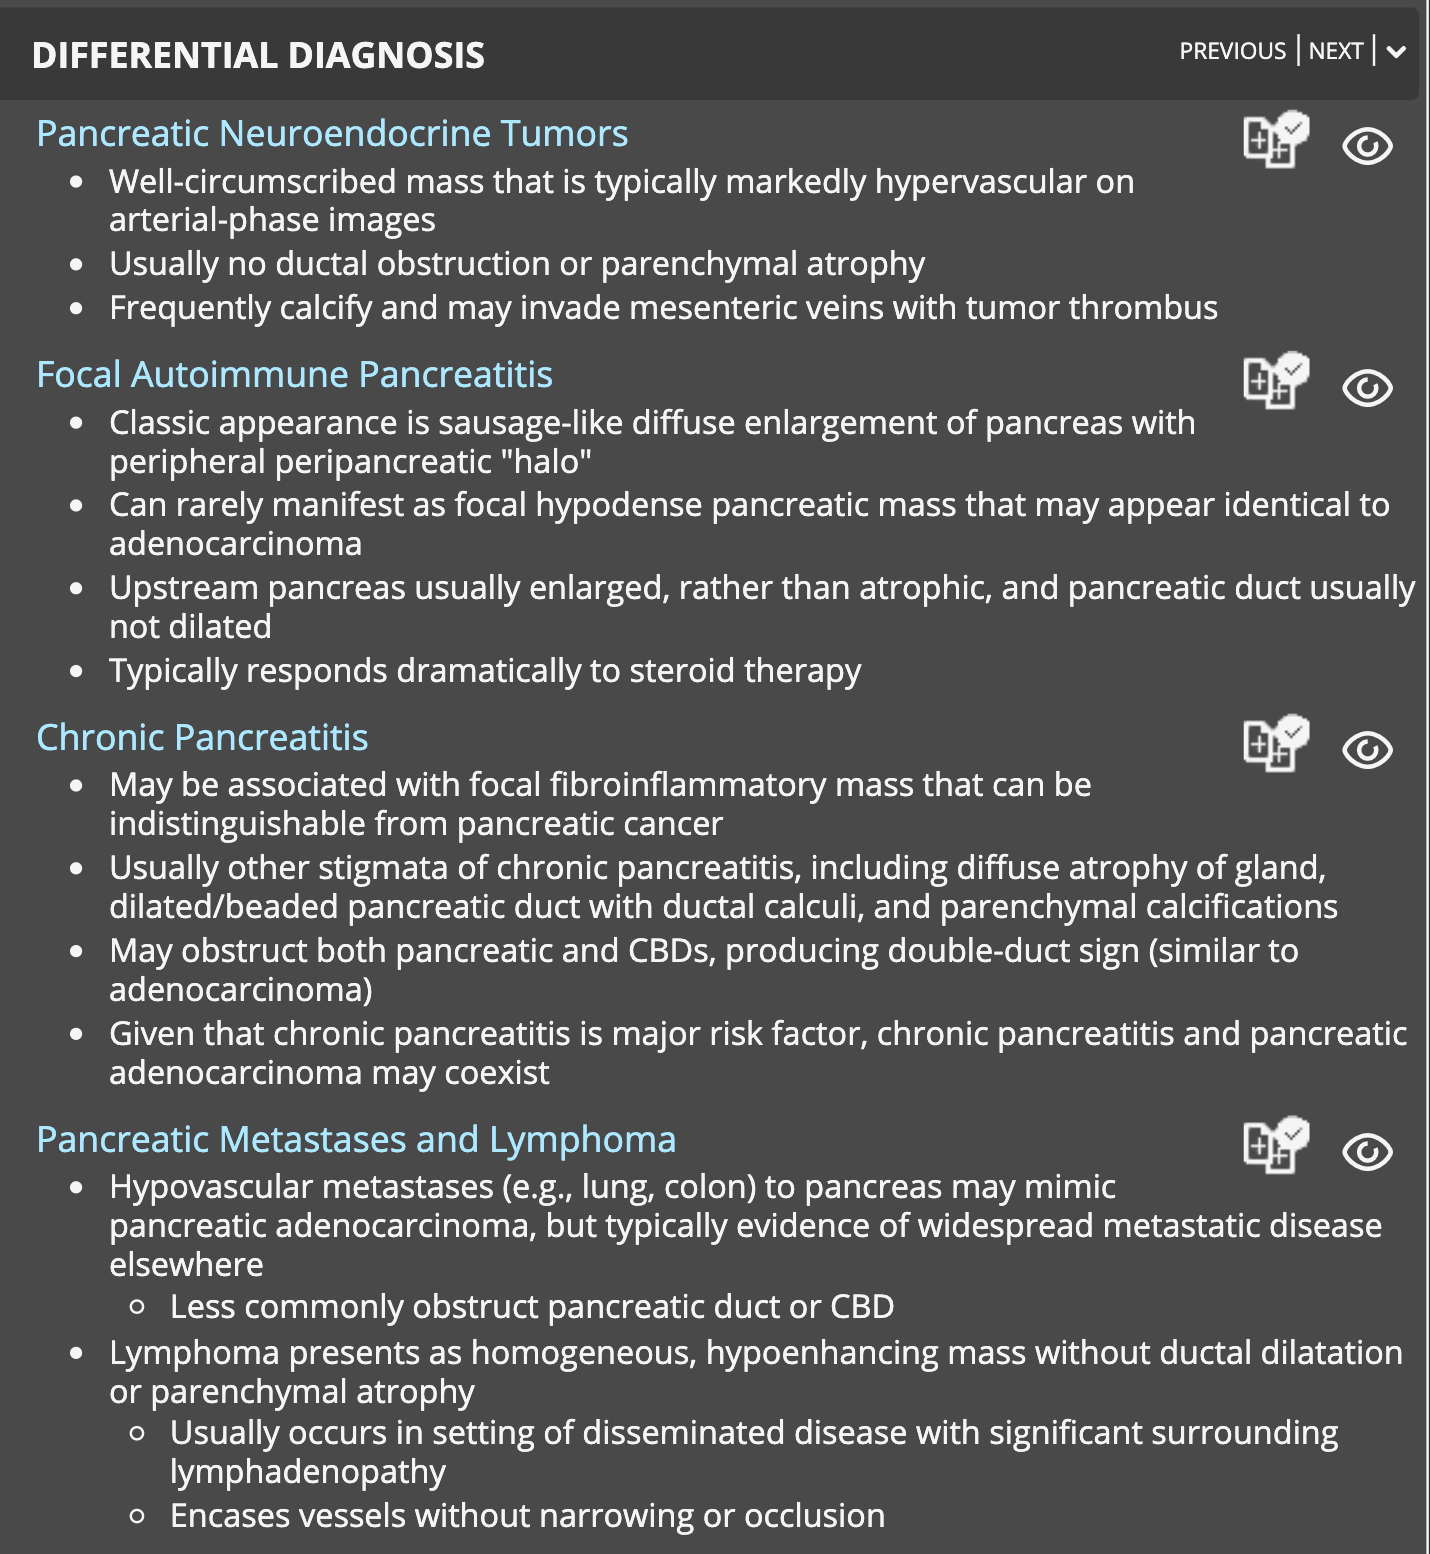 DIFFERENTIAL DIAGNOSIS
PREVIOUS | NEXT |
Pancreatic Neuroendocrine Tumors
• Well-circumscribed mass that is typically markedly hypervascular on
arterial-phase images
• Usually no ductal obstruction or parenchymal atrophy
• Frequently calcify and may invade mesenteric veins with tumor thrombus
Focal Autoimmune Pancreatitis
• Classic appearance is sausage-like diffuse enlargement of pancreas with
peripheral peripancreatic "halo"
• Can rarely manifest as focal hypodense pancreatic mass that may appear identical to
adenocarcinoma
• Upstream pancreas usually enlarged, rather than atrophic, and pancreatic duct usually
not dilated
• Typically responds dramatically to steroid therapy
Chronic Pancreatitis
• May be associated with focal fibroinflammatory mass that can be
indistinguishable from pancreatic cancer
• Usually other stigmata of chronic pancreatitis, including diffuse atrophy of gland,
dilated/beaded pancreatic duct with ductal calculi, and parenchymal calcifications
• May obstruct both pancreatic and CBDs, producing double-duct sign (similar to
adenocarcinoma)
• Given that chronic pancreatitis is major risk factor, chronic pancreatitis and pancreatic
adenocarcinoma may coexist
Pancreatic Metastases and Lymphoma
• Hypovascular metastases (e.g., lung, colon) to pancreas may mimic
pancreatic adenocarcinoma, but typically evidence of widespread metastatic disease
elsewhere
○ Less commonly obstruct pancreatic duct or CBD
• Lymphoma presents as homogeneous, hypoenhancing mass without ductal dilatation
or parenchymal atrophy
○ Usually occurs in setting of disseminated disease with significant surrounding
lymphadenopathy
○ Encases vessels without narrowing or occlusion